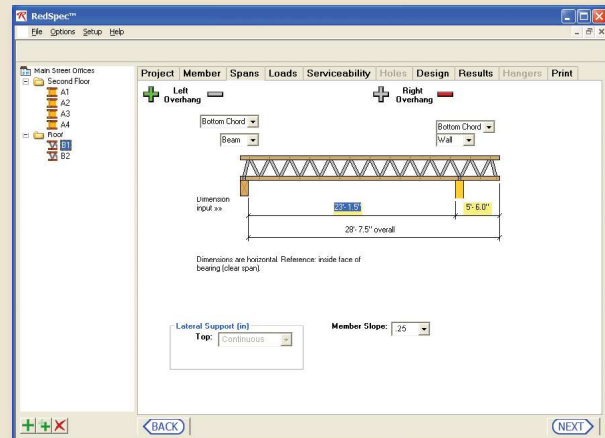 RedSpec™
File Options Setup Help
Main Street Offices
Second Floor
A1
A2
A3
A4
Roof
B1
B2
Project Member Spans Loads Serviceability Holes Design Results Hangers Print
Left Overhang
Right Overhang
Bottom Chord
Beam
Bottom Chord
Wall
Dimension
input »»
23'- 1.5"
5'- 6.0"
28'- 7.5" overall
Dimensions are horizontal. Reference: inside face of
bearing (clear span).
Lateral Support (in)
Top: Continuous
Member Slope: .25
BACK
NEXT